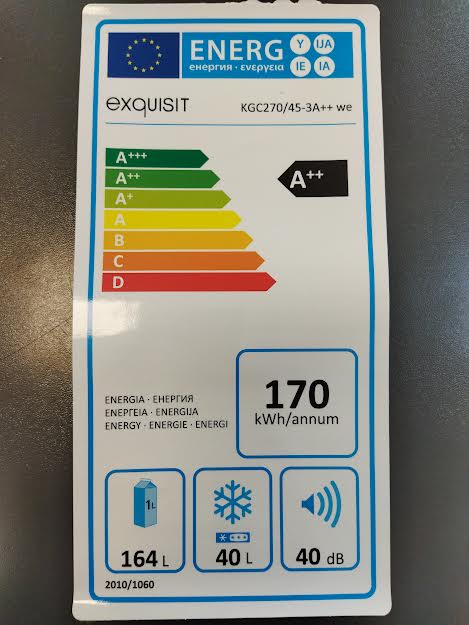 ENERG Y IJA IE IA
енергия · ενεργεια
exquisit KGC270/45-3A++ we
A+++
A++
A+
A
B
C
D
A++
ENERGIA · ЕНЕРГИЯ
ΕΝΕΡΓΕΙΑ · ENERGIJA
ENERGY · ENERGIE · ENERGI
170
kWh/annum
1L
164 L
40 L
40 dB
2010/1060